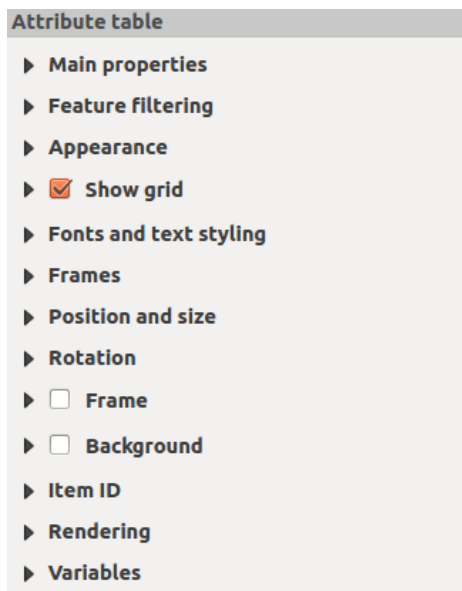 Attribute table
Main properties
Feature filtering
Appearance
Show grid
Fonts and text styling
Frames
Position and size
Rotation
Frame
Background
Item ID
Rendering
Variables